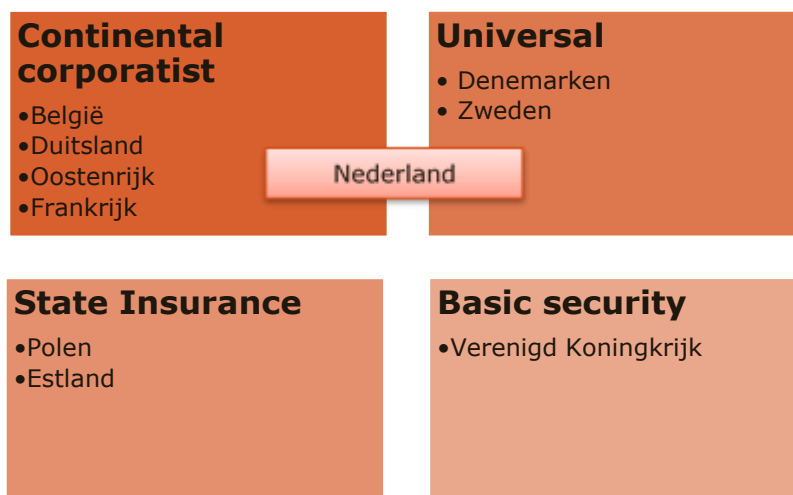 Continental
corporatist
•België
•Duitsland
•Oostenrijk
•Frankrijk
Universal
• Denemarken
• Zweden
Nederland
State Insurance
•Polen
•Estland
Basic security
•Verenigd Koningkrijk